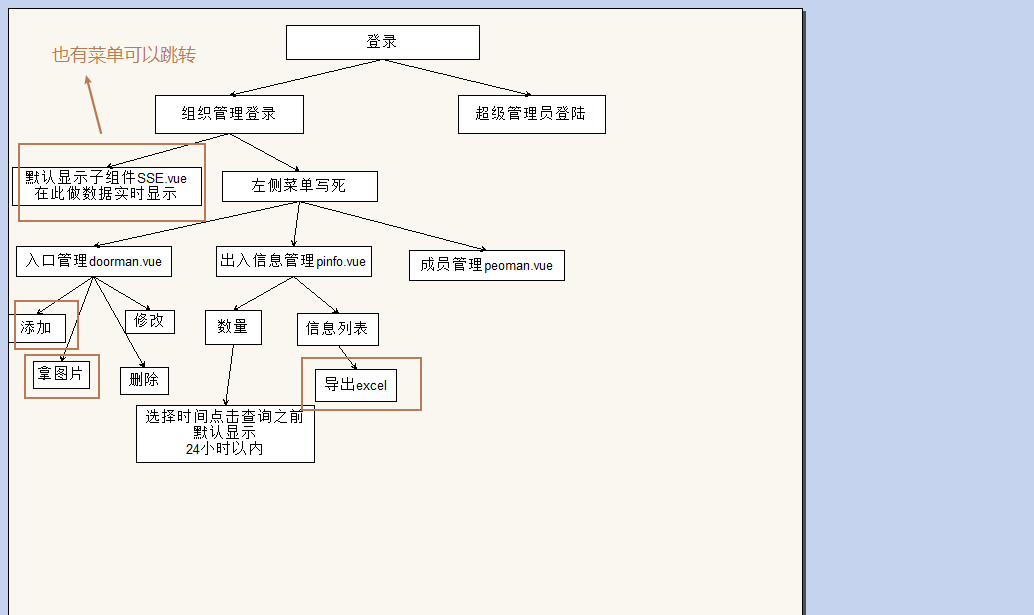 登录
也有菜单可以跳转
组织管理登录
超级管理员登陆
默认显示子组件SSE.vue
在此做数据实时显示
左侧菜单写死
入口管理doorman.vue
出入信息管理pinfo.vue
成员管理peoman.vue
添加
修改
数量
信息列表
拿图片
删除
导出excel
选择时间点击查询之前
默认显示
24小时以内